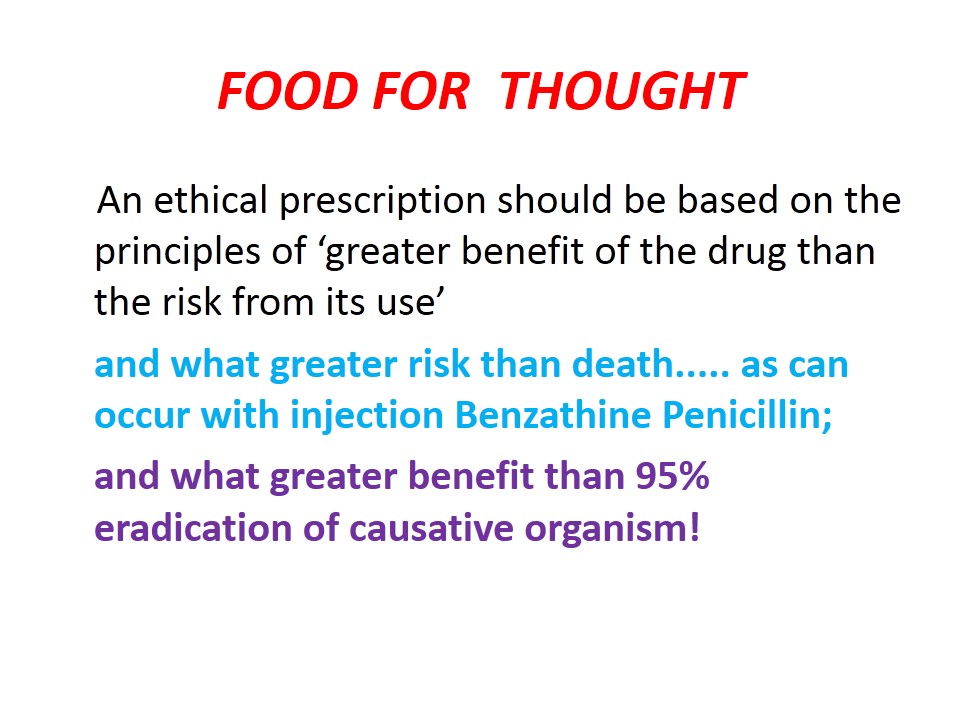 FOOD FOR  THOUGHT
An ethical prescription should be based on the
principles of ‘greater benefit of the drug than
the risk from its use’
and what greater risk than death..... as can
occur with injection Benzathine Penicillin;
and what greater benefit than 95%
eradication of causative organism!